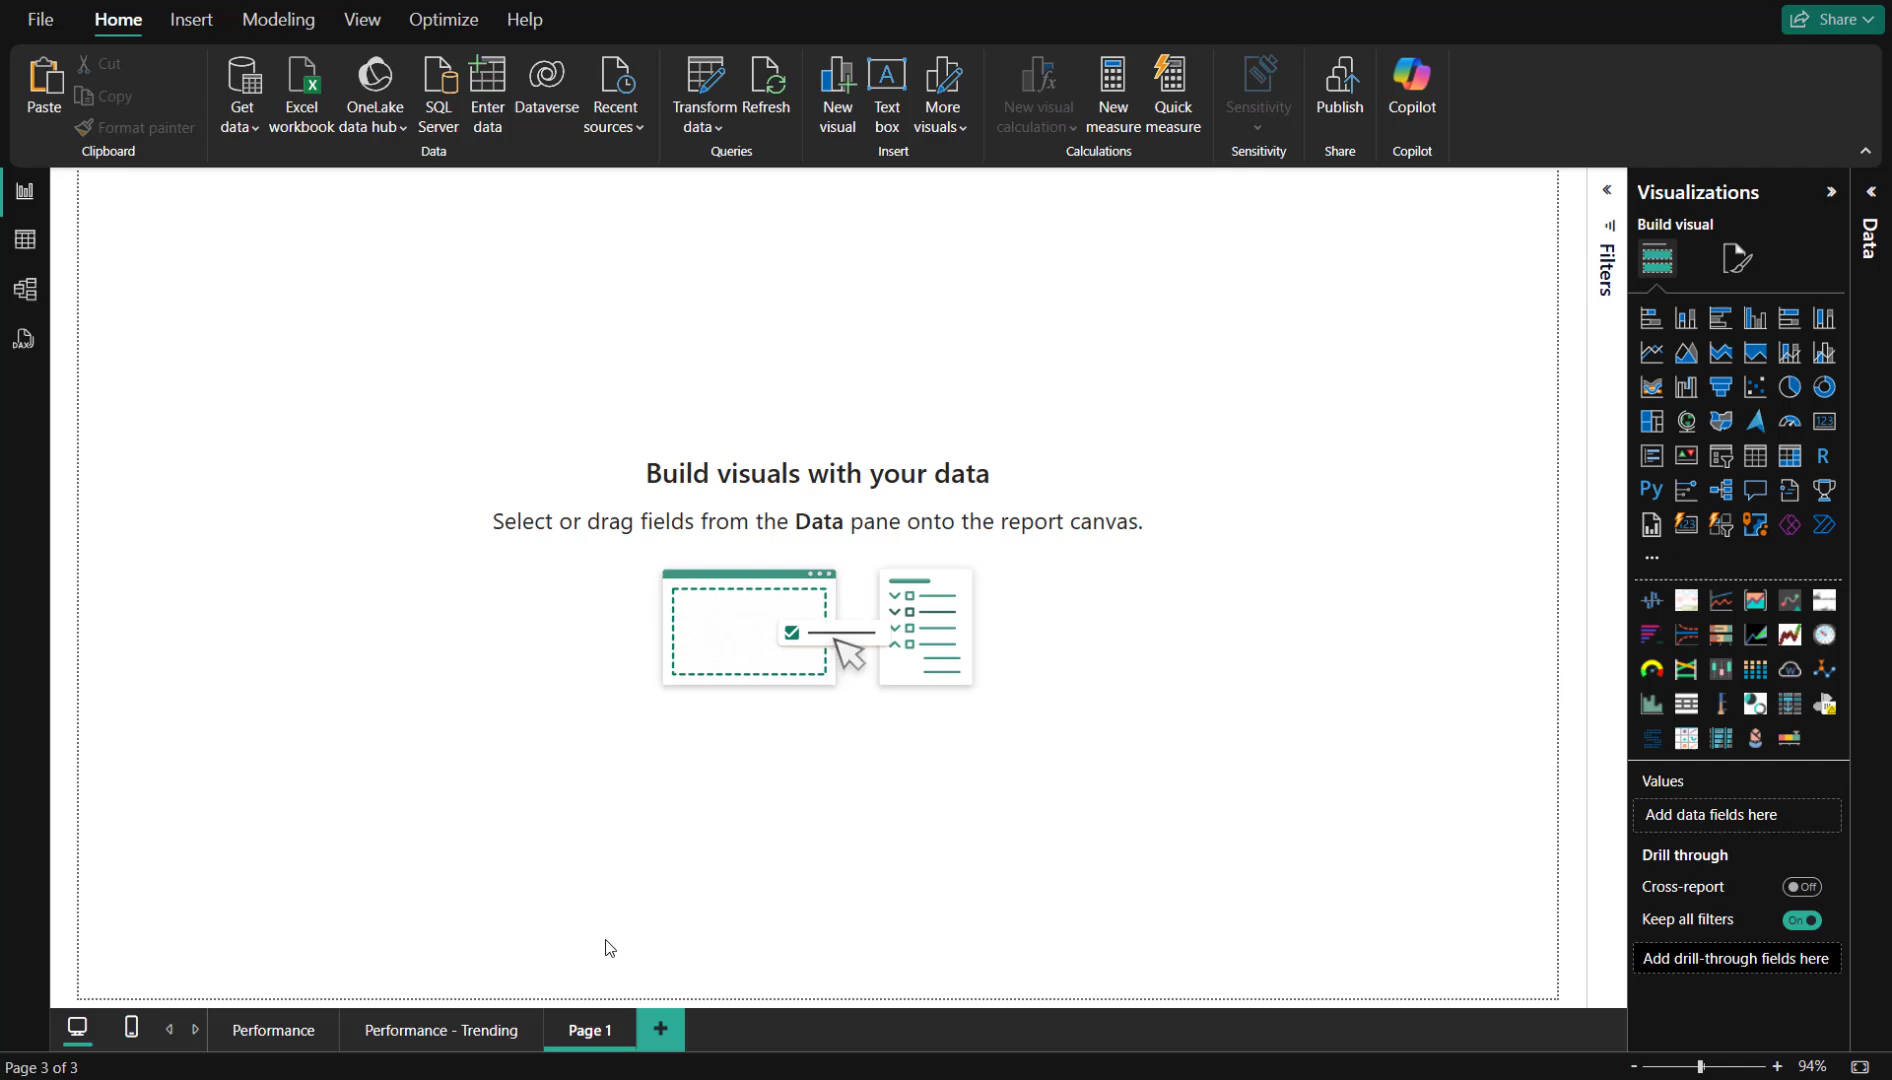 File Home Insert Modeling View Optimize Help Share
Paste
Cut
Copy
Format painter
Clipboard
Get data
Excel workbook
OneLake data hub
SQL Server
Enter data
Dataverse
Recent sources
Data
Transform data
Refresh
Queries
New visual
Text box
More visuals
Insert
New visual calculation
New measure
Quick measure
Calculations
Sensitivity
Sensitivity
Publish
Share
Copilot
Copilot
Build visuals with your data
Select or drag fields from the Data pane onto the report canvas.
Filters
Visualizations
Build visual
Data
123
R
Py
123
Values
Add data fields here
Drill through
Cross-report Off
Keep all filters On
Add drill-through fields here
DAX
Performance Performance - Trending Page 1 +
Page 3 of 3
- + 94%